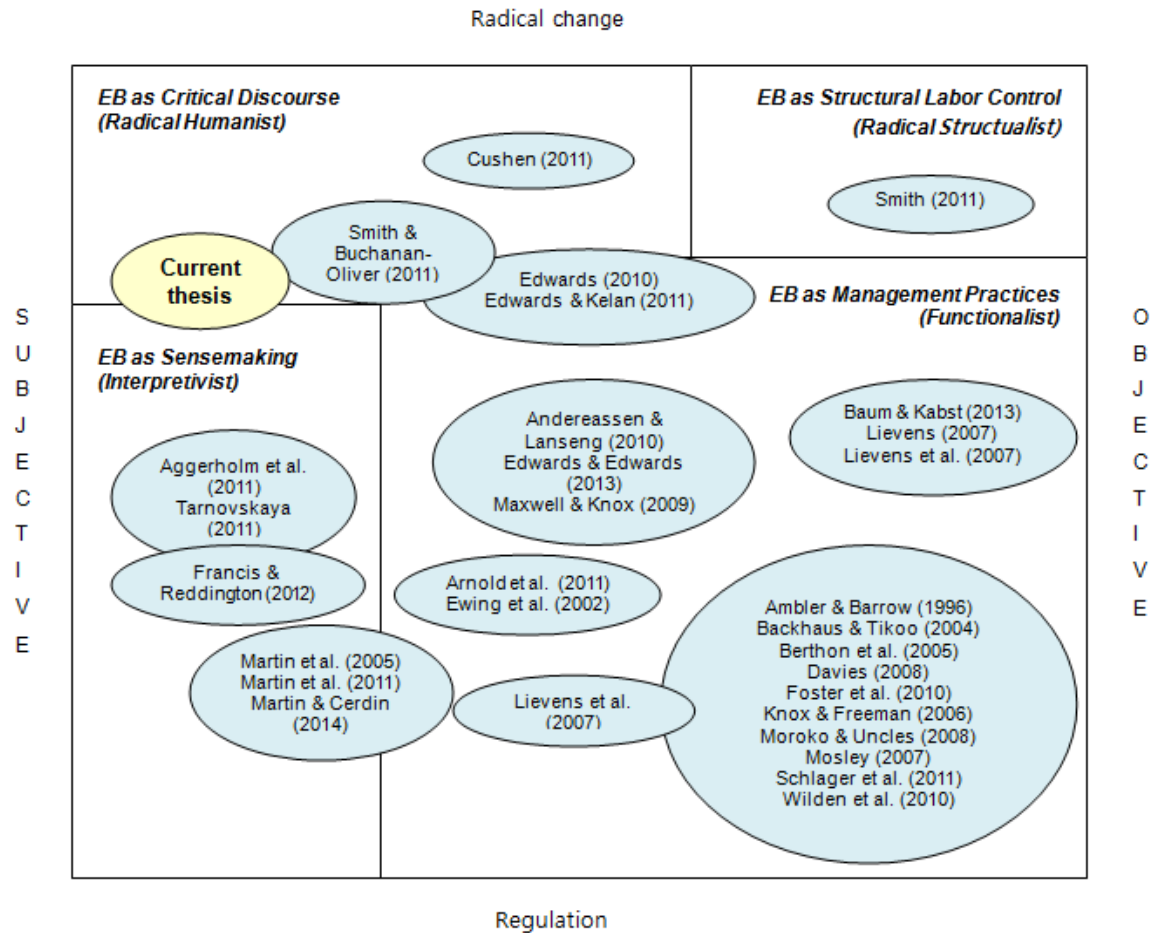 Radical change
EB as Critical Discourse
(Radical Humanist)
EB as Structural Labor Control
(Radical Structualist)
Cushen (2011)
Smith (2011)
Smith &
Buchanan-
Oliver (2011)
Current
thesis
Edwards (2010)
Edwards & Kelan (2011)
EB as Management Practices
(Functionalist)
SUBJECTIVE
OBJECTIVE
EB as Sensemaking
(Interpretivist)
Andereassen &
Lanseng (2010)
Edwards & Edwards
(2013)
Maxwell & Knox (2009)
Baum & Kabst (2013)
Lievens (2007)
Lievens et al. (2007)
Aggerholm et al.
(2011)
Tarnovskaya
(2011)
Francis &
Reddington (2012)
Arnold et al. (2011)
Ewing et al. (2002)
Ambler & Barrow (1996)
Backhaus & Tikoo (2004)
Berthon et al. (2005)
Davies (2008)
Foster et al. (2010)
Knox & Freeman (2006)
Moroko & Uncles (2008)
Mosley (2007)
Schlager et al. (2011)
Wilden et al. (2010)
Martin et al. (2005)
Martin et al. (2011)
Martin & Cerdin
(2014)
Lievens et al.
(2007)
Regulation